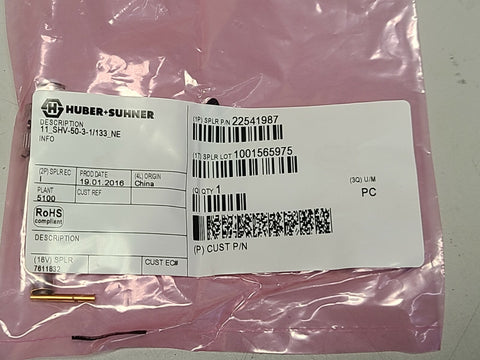 HUBER+SUHNER
DESCRIPTION
11_SHV-50-3-1/133_NE
INFO
(2P) SPLR EC PROD DATE (4L) ORIGIN
I 19.01.2016 China
PLANT CUST REF
5100
RoHS
compliant
DESCRIPTION
(18V) SPLR CUST EC#
7611832
(1P) SPLR P/N 22541987
(1T) SPLR LOT 1001565975
(Q) QTY 1
(3Q) U/M
PC
(P) CUST P/N